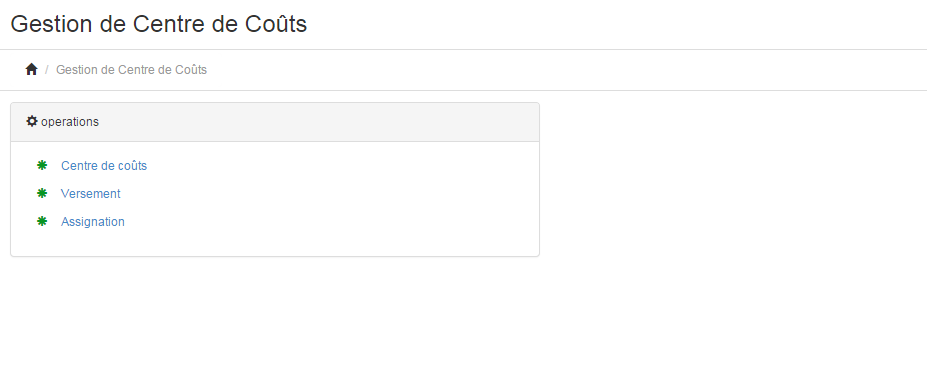 Gestion de Centre de Coûts
/ Gestion de Centre de Coûts
operations
Centre de coûts
Versement
Assignation